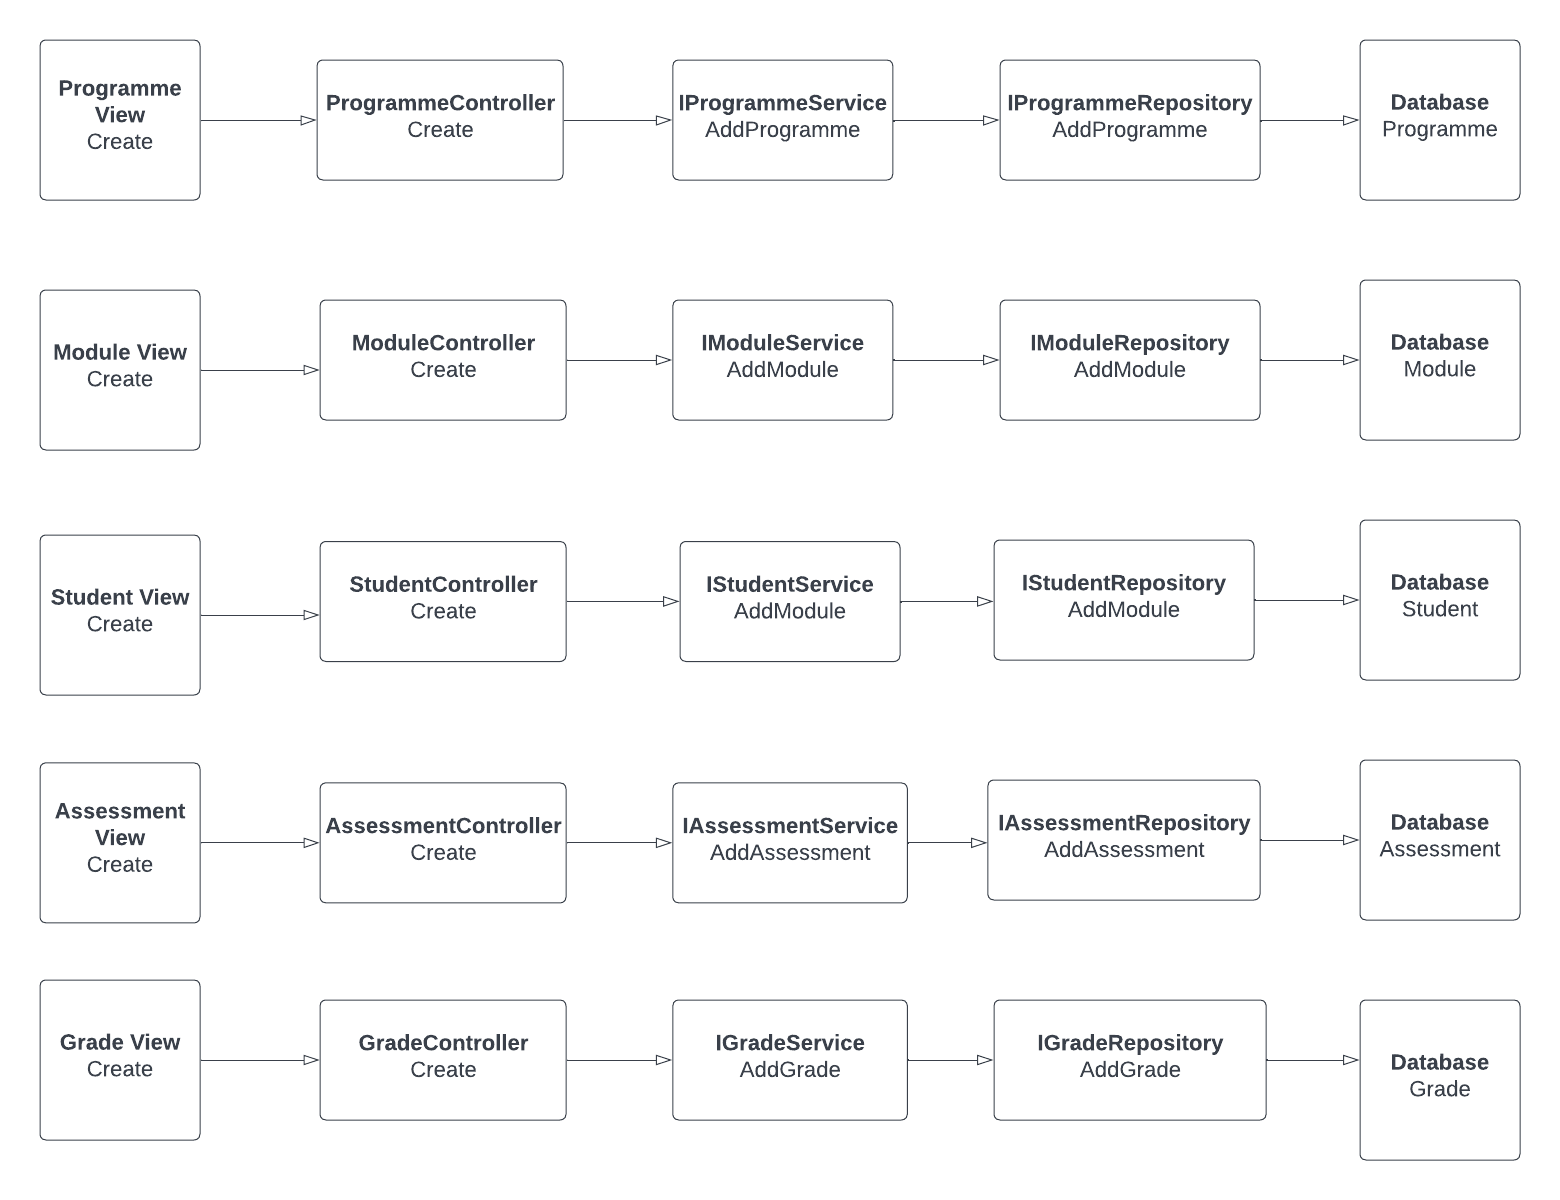 Programme
View
Create
ProgrammeController
Create
IProgrammeService
AddProgramme
IProgrammeRepository
AddProgramme
Database
Programme
Module View
Create
ModuleController
Create
IModuleService
AddModule
IModuleRepository
AddModule
Database
Module
Student View
Create
StudentController
Create
IStudentService
AddModule
IStudentRepository
AddModule
Database
Student
Assessment
View
Create
AssessmentController
Create
IAssessmentService
AddAssessment
IAssessmentRepository
AddAssessment
Database
Assessment
Grade View
Create
GradeController
Create
IGradeService
AddGrade
IGradeRepository
AddGrade
Database
Grade